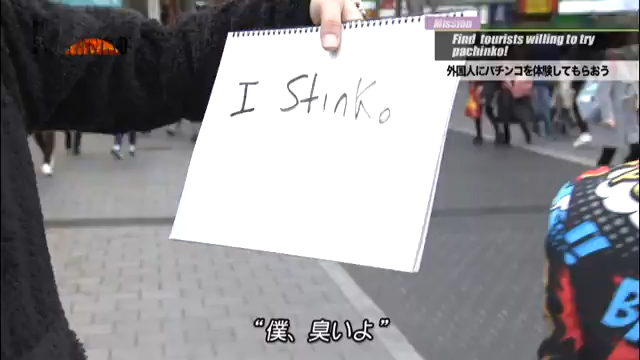 Mission
Find tourists willing to try
pachinko!
外国人にパチンコを体験してもらおう
I Stink。
“僕、臭いよ”